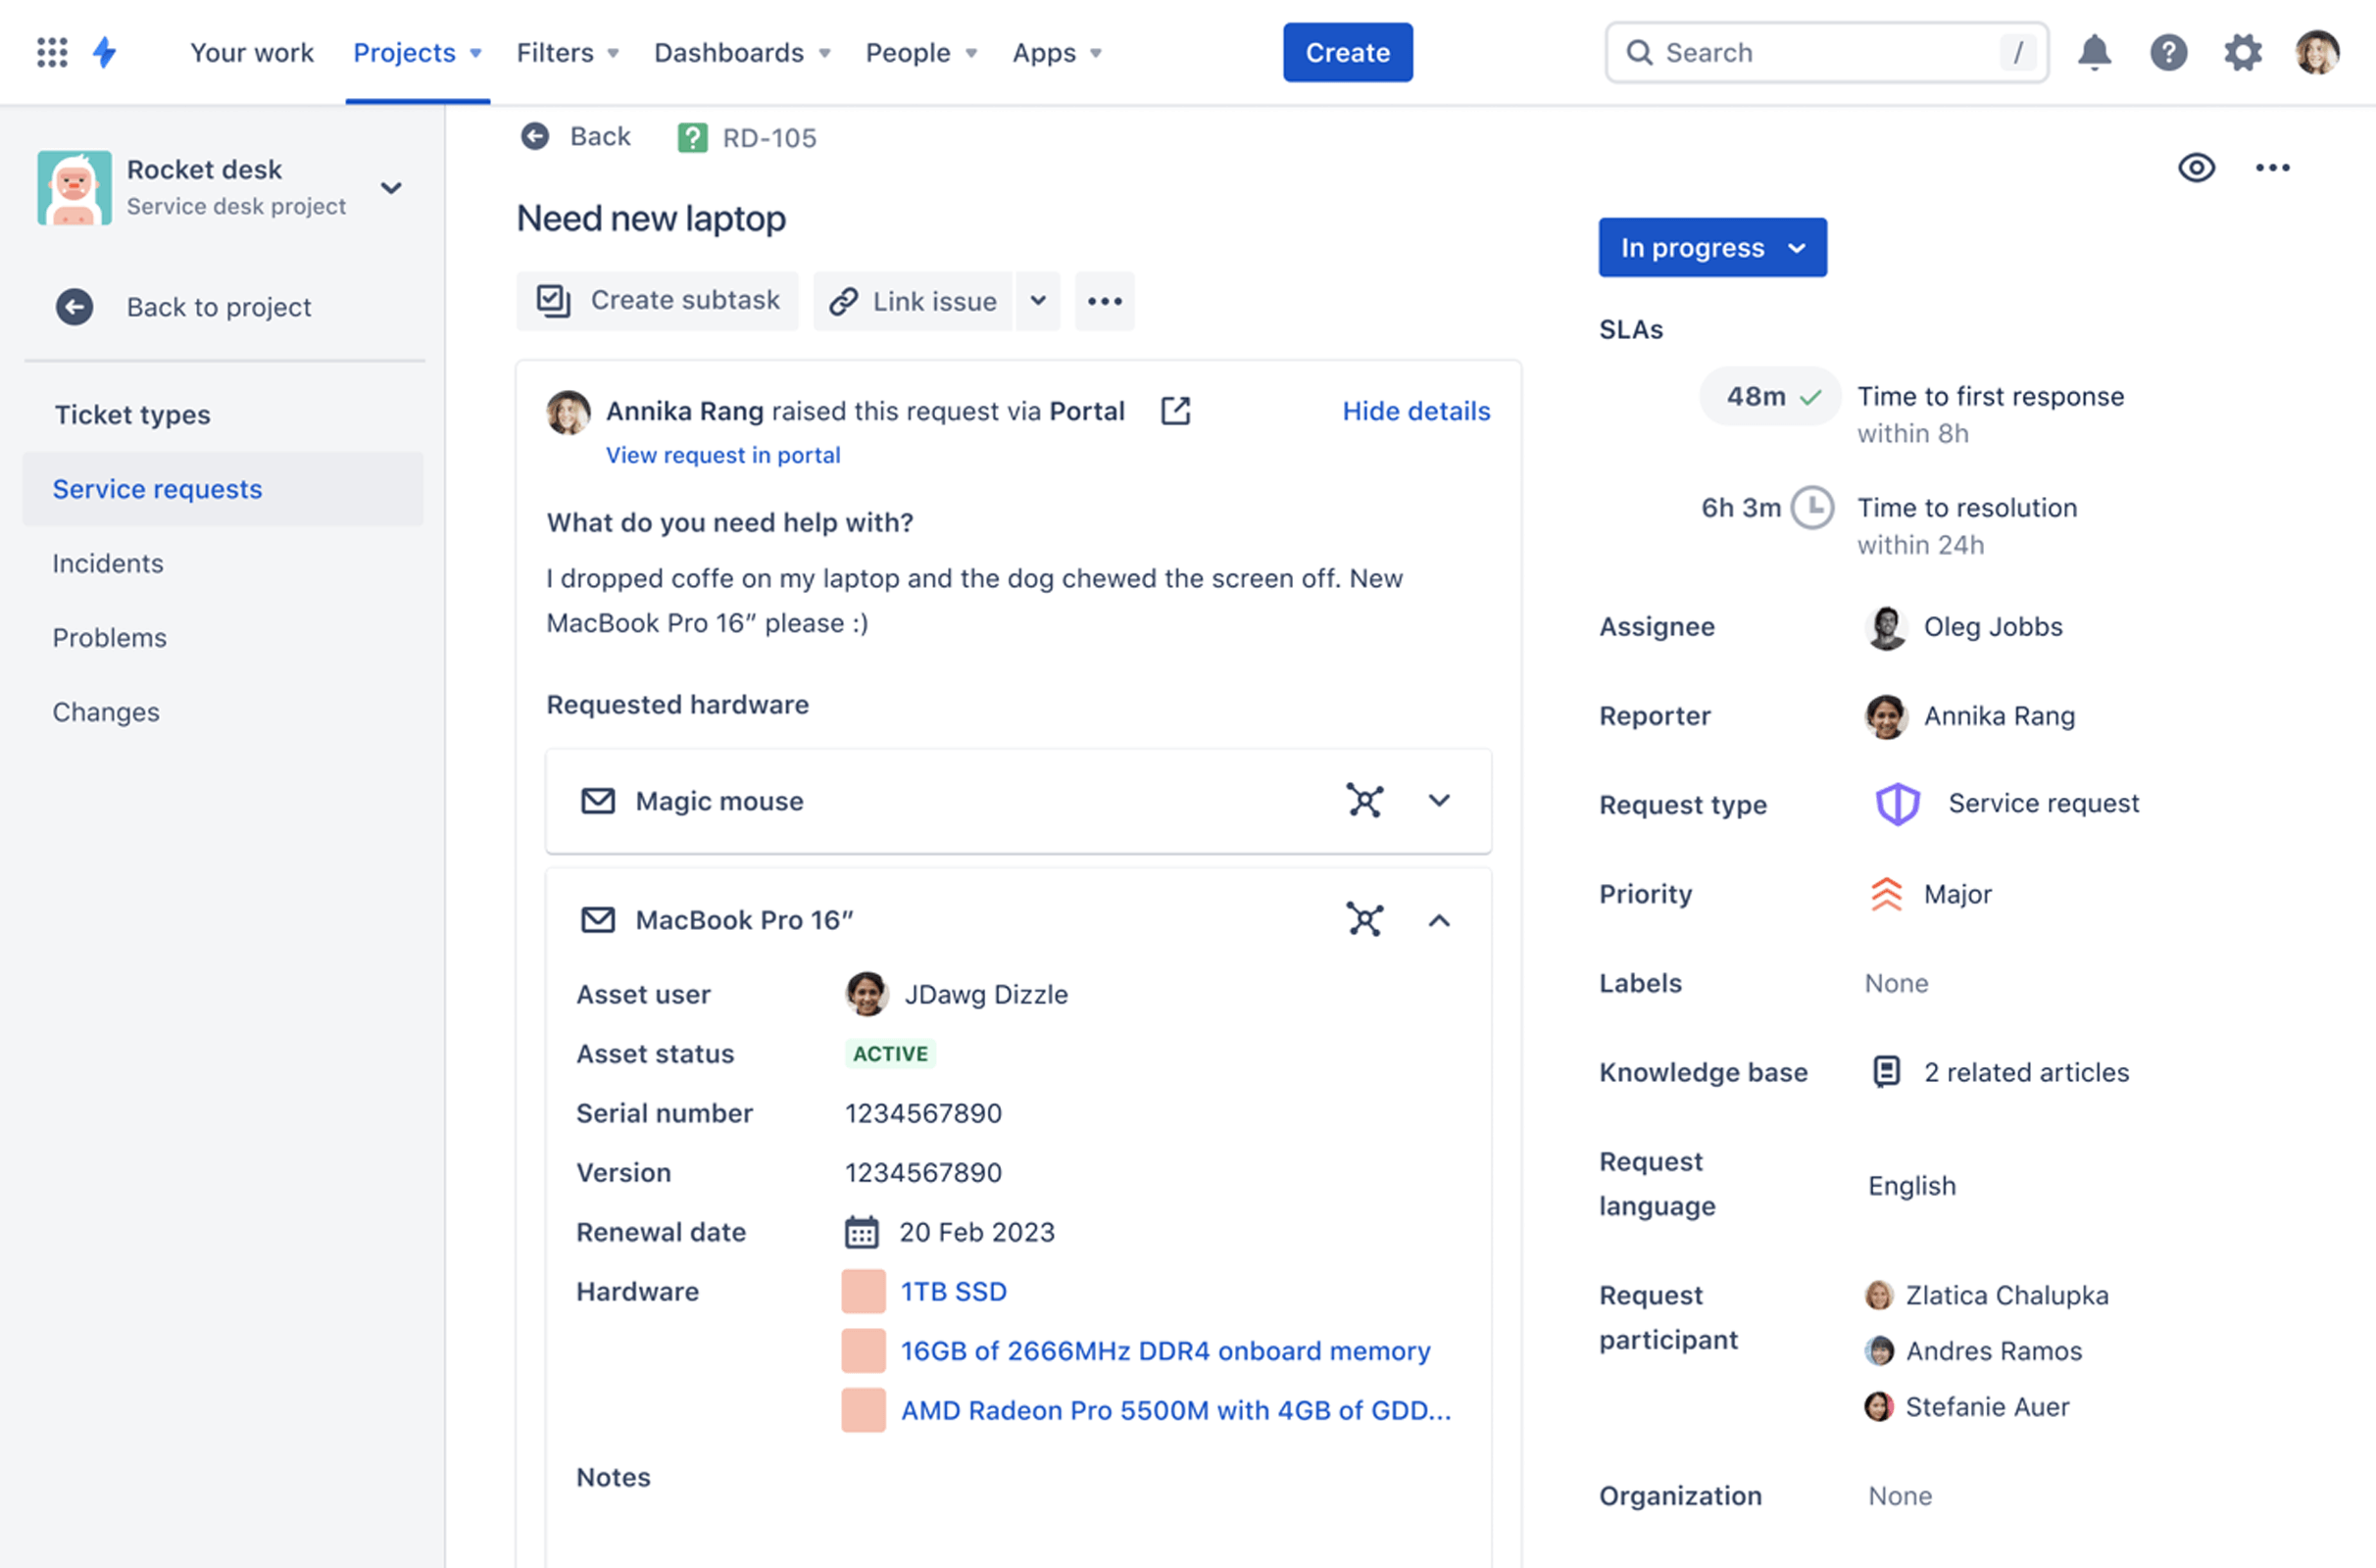 Your work Projects Filters Dashboards People Apps Create Search /
Rocket desk
Service desk project
Back to project
Ticket types
Service requests
Incidents
Problems
Changes
Back RD-105
Need new laptop
Create subtask Link issue
Annika Rang raised this request via Portal Hide details
View request in portal
What do you need help with?
I dropped coffe on my laptop and the dog chewed the screen off. New
MacBook Pro 16” please :)
Requested hardware
Magic mouse
MacBook Pro 16”
Asset user JDawg Dizzle
Asset status ACTIVE
Serial number 1234567890
Version 1234567890
Renewal date 20 Feb 2023
Hardware 1TB SSD
16GB of 2666MHz DDR4 onboard memory
AMD Radeon Pro 5500M with 4GB of GDD...
Notes
In progress
SLAs
48m Time to first response
within 8h
6h 3m Time to resolution
within 24h
Assignee Oleg Jobbs
Reporter Annika Rang
Request type Service request
Priority Major
Labels None
Knowledge base 2 related articles
Request
language English
Request
participant
Zlatica Chalupka
Andres Ramos
Stefanie Auer
Organization None